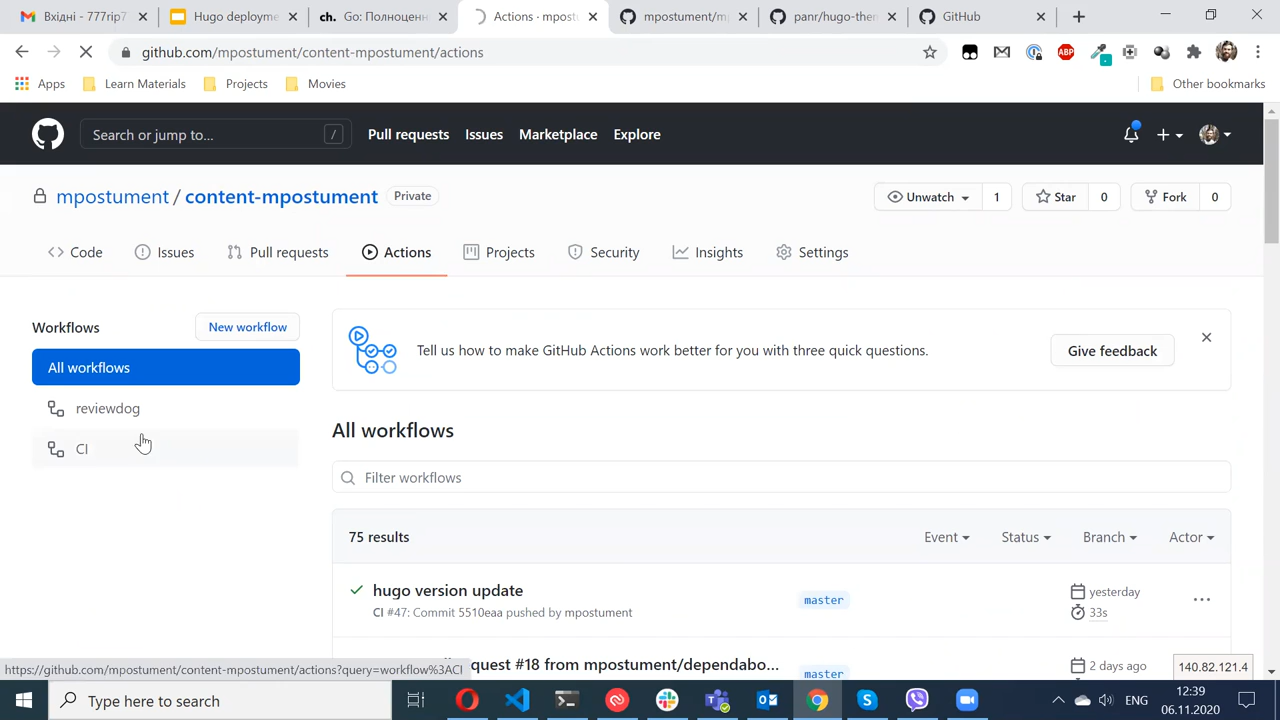 Вхідні - 777rip7
Hugo deployme
ch. Go: Полноценн
Actions · mpost
mpostument/m
panr/hugo-the
GitHub
github.com/mpostument/content-mpostument/actions
ABP
Apps
Learn Materials
Projects
Movies
Other bookmarks
Search or jump to...
/
Pull requests
Issues
Marketplace
Explore
mpostument / content-mpostument
Private
Unwatch
1
Star
0
Fork
0
Code
Issues
Pull requests
Actions
Projects
Security
Insights
Settings
Workflows
New workflow
All workflows
reviewdog
CI
Tell us how to make GitHub Actions work better for you with three quick questions.
Give feedback
All workflows
Filter workflows
75 results
Event
Status
Branch
Actor
hugo version update
CI #47: Commit 5510eaa pushed by mpostument
master
yesterday
33s
quest #18 from mpostument/dependabo...
master
2 days ago
https://github.com/mpostument/content-mpostument/actions?query=workflow%3ACI
140.82.121.4
Type here to search
ENG
12:39
06.11.2020